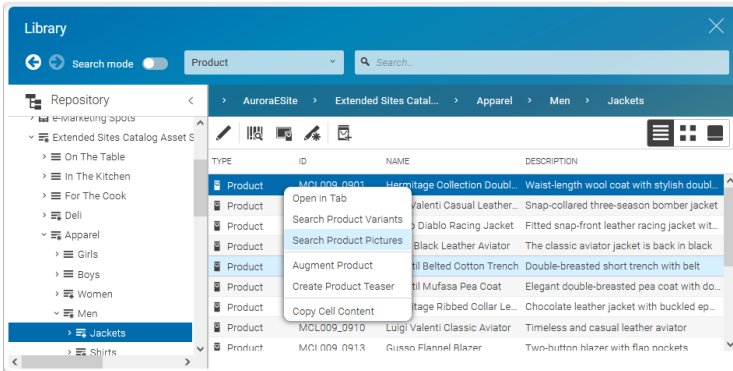 Library
Search mode
Product
Search...
Repository
AuroraESite > Extended Sites Catal... > Apparel > Men > Jackets
e-Marketing Spots
Extended Sites Catalog Asset S
On The Table
In The Kitchen
For The Cook
Deli
Apparel
Girls
Boys
Women
Men
Jackets
Shirts
TYPE ID NAME DESCRIPTION
Product MCL009_0901 Hermitage Collection Doubl... Waist-length wool coat with stylish doubl...
Product Valenti Casual Leather... Snap-collared three-season bomber jacket
Product Diablo Racing Jacket Fitted snap-front leather racing jacket wit...
Product Black Leather Aviator The classic aviator jacket is back in black
Product Belted Cotton Trench Double-breasted short trench with belt
Product Mufasa Pea Coat Elegant double-breasted pea coat with do...
Product Ribbed Collar Le... Chocolate leather jacket with buckled ep...
Product MCL009_0910 Luigi Valenti Classic Aviator Timeless and casual leather aviator
Product MCL009_0913 Gusso Flannel Blazer Two-button blazer with flap pockets
Open in Tab
Search Product Variants
Search Product Pictures
Augment Product
Create Product Teaser
Copy Cell Content